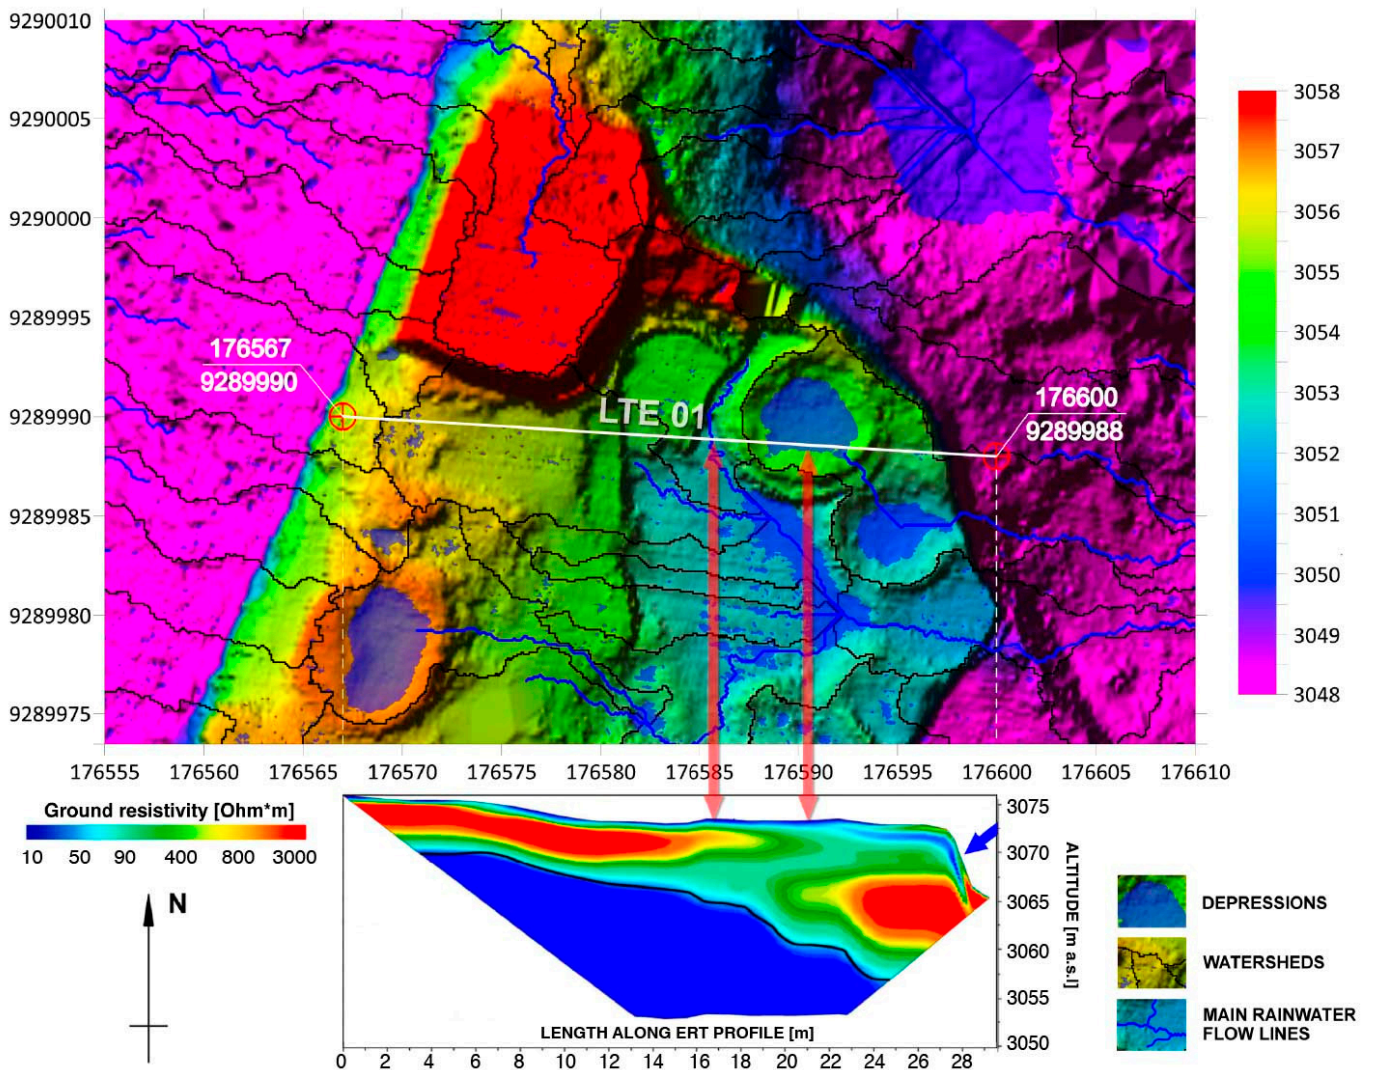 9290010
9290005
9290000
9289995
9289990
9289985
9289980
9289975
176567
9289990
LTE 01
176600
9289988
3058
3057
3056
3055
3054
3053
3052
3051
3050
3049
3048
176555 176560 176565 176570 176575 176580 176585 176590 176595 176600 176605 176610
Ground resistivity [Ohm*m]
10 50 90 400 800 3000
N
3075
3070
3065
3060
3055
3050
ALTITUDE [m a.s.l]
LENGTH ALONG ERT PROFILE [m]
0 2 4 6 8 10 12 14 16 18 20 22 24 26 28
DEPRESSIONS
WATERSHEDS
MAIN RAINWATER
FLOW LINES